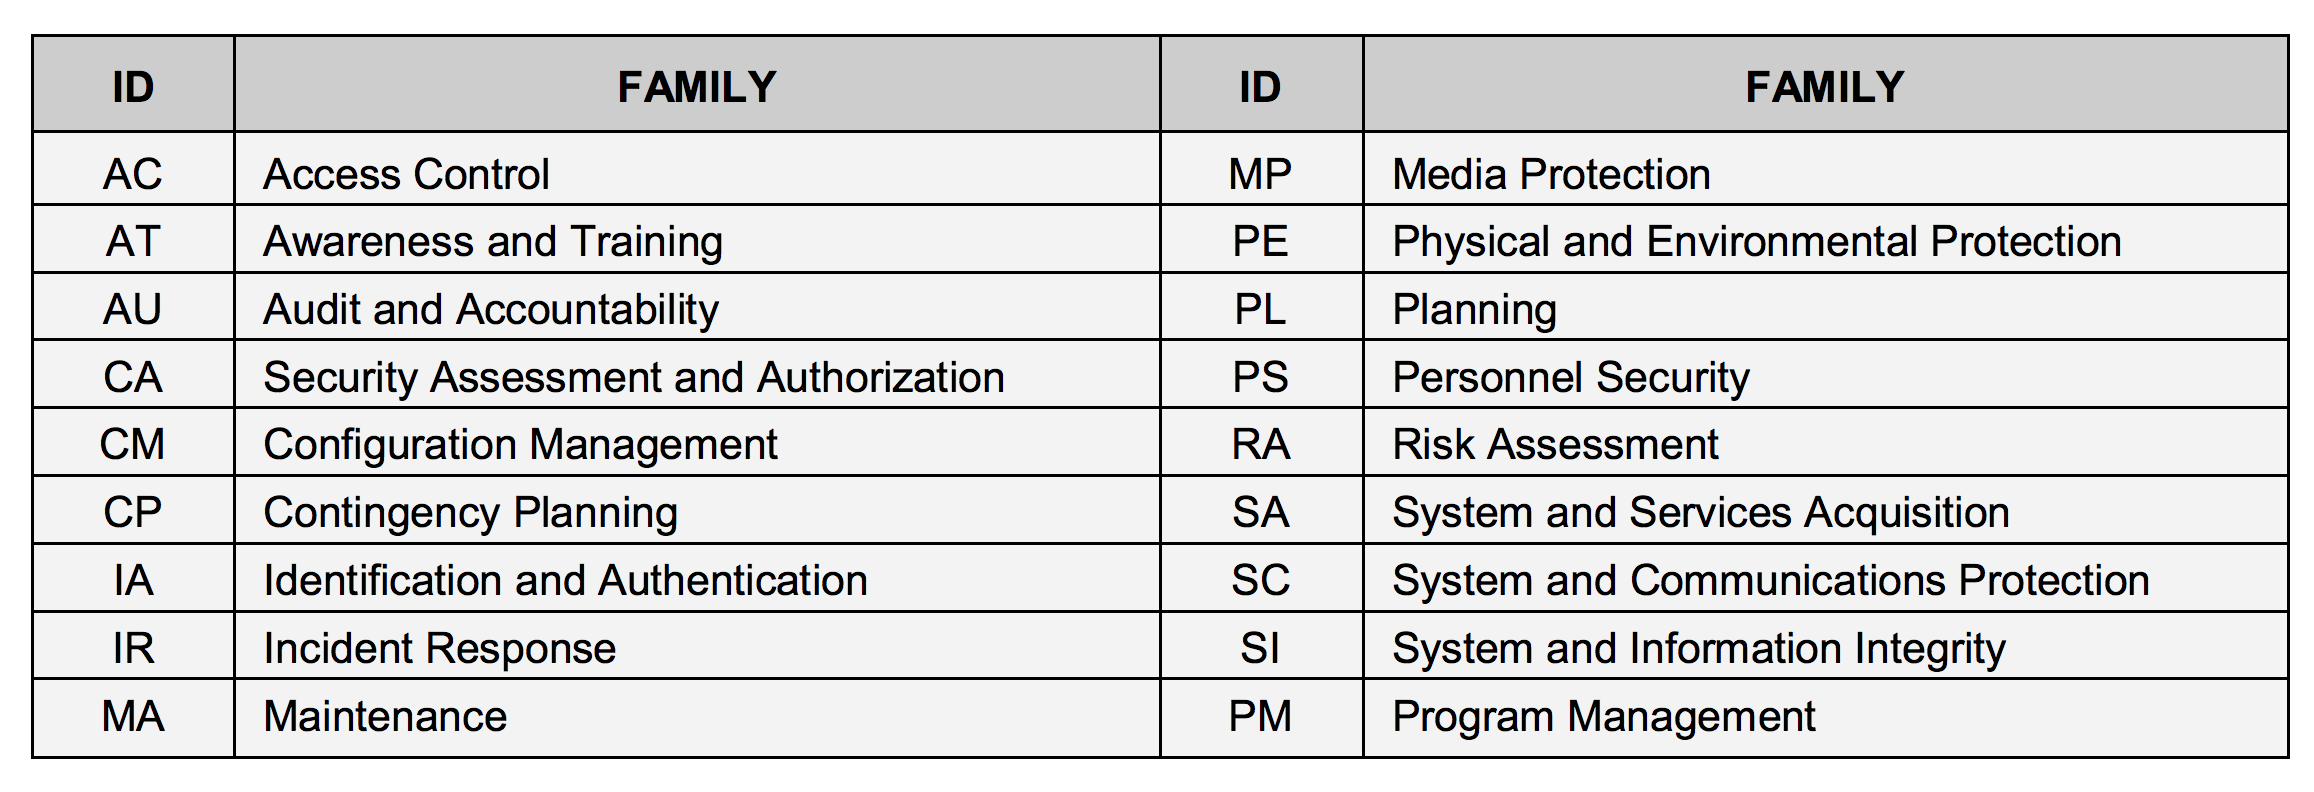 ID FAMILY ID FAMILY
AC Access Control MP Media Protection
AT Awareness and Training PE Physical and Environmental Protection
AU Audit and Accountability PL Planning
CA Security Assessment and Authorization PS Personnel Security
CM Configuration Management RA Risk Assessment
CP Contingency Planning SA System and Services Acquisition
IA Identification and Authentication SC System and Communications Protection
IR Incident Response SI System and Information Integrity
MA Maintenance PM Program Management